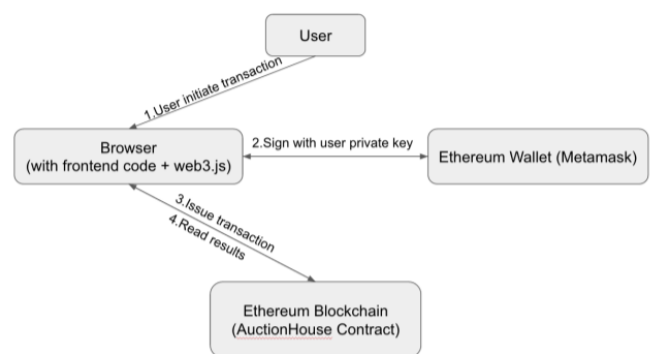 User
1.User initiate transaction
Browser
(with frontend code + web3.js)
2.Sign with user private key
Ethereum Wallet (Metamask)
3.Issue transaction
4.Read results
Ethereum Blockchain
(AuctionHouse Contract)